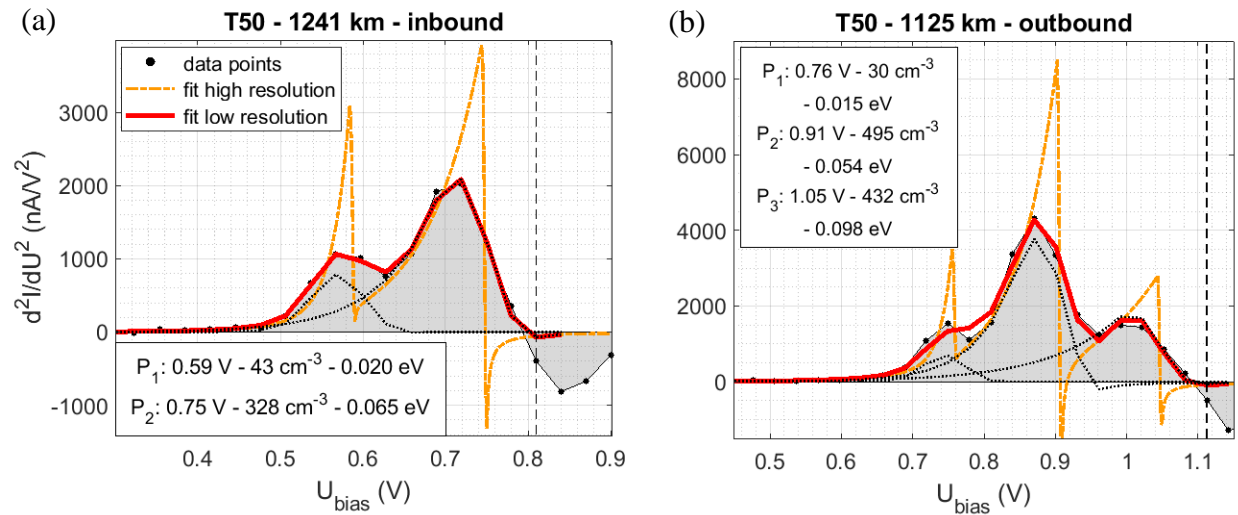 (a)
T50 - 1241 km - inbound
data points
fit high resolution
fit low resolution
d²I/dU² (nA/V²)
3000
2000
1000
0
-1000
P₁: 0.59 V - 43 cm⁻³ - 0.020 eV
P₂: 0.75 V - 328 cm⁻³ - 0.065 eV
0.4 0.5 0.6 0.7 0.8 0.9
U_bias (V)
(b)
T50 - 1125 km - outbound
P₁: 0.76 V - 30 cm⁻³
- 0.015 eV
P₂: 0.91 V - 495 cm⁻³
- 0.054 eV
P₃: 1.05 V - 432 cm⁻³
- 0.098 eV
8000
6000
4000
2000
0
0.5 0.6 0.7 0.8 0.9 1 1.1
U_bias (V)